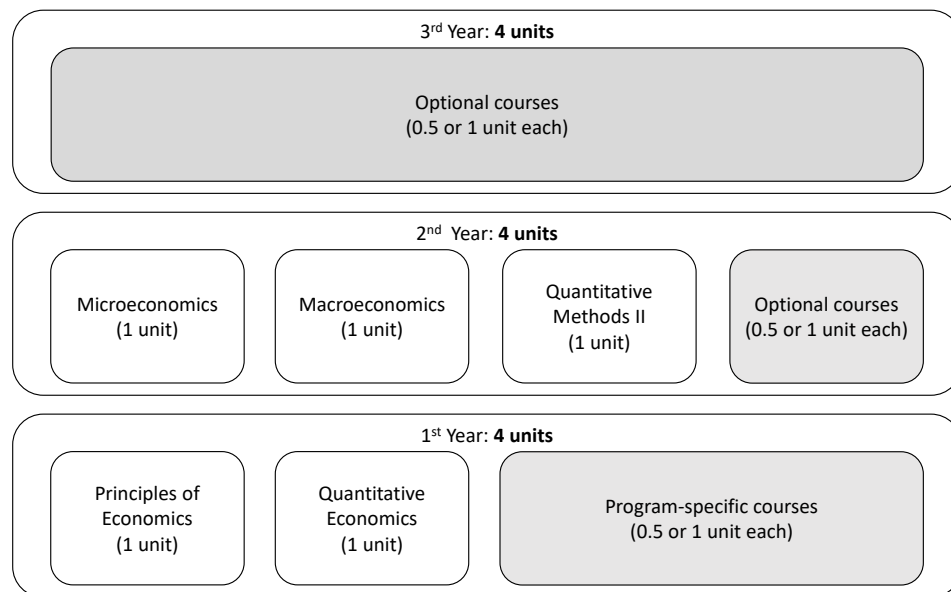 3rd Year: 4 units
Optional courses
(0.5 or 1 unit each)
2nd Year: 4 units
Microeconomics
(1 unit)
Macroeconomics
(1 unit)
Quantitative
Methods II
(1 unit)
Optional courses
(0.5 or 1 unit each)
1st Year: 4 units
Principles of
Economics
(1 unit)
Quantitative
Economics
(1 unit)
Program-specific courses
(0.5 or 1 unit each)